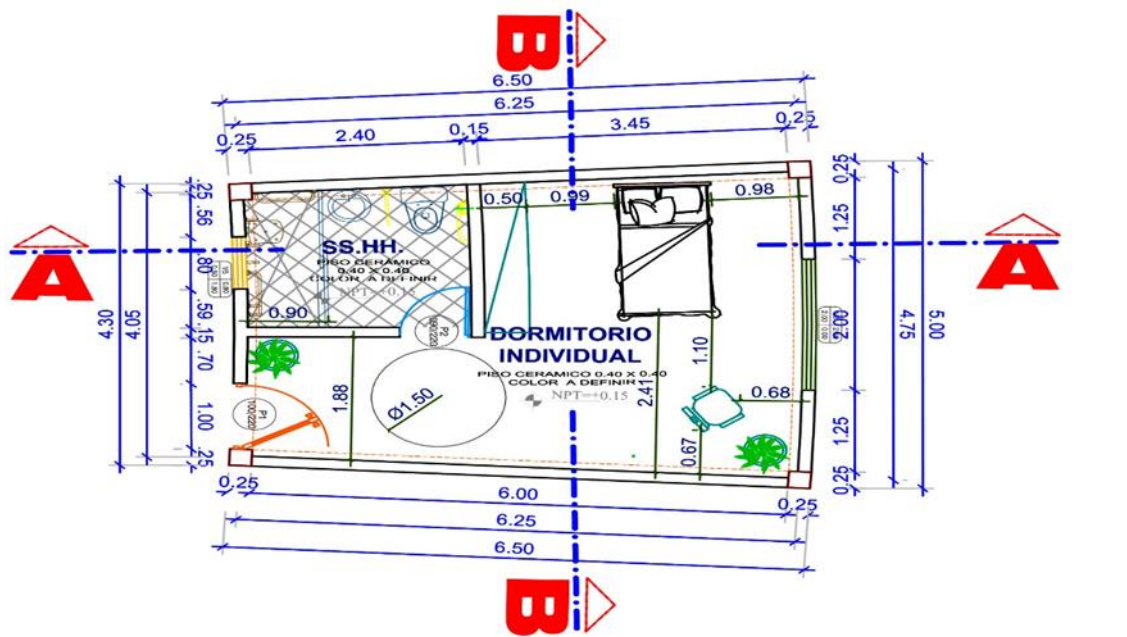 B
6.50
6.25
0.25
0.25
2.40
0.15
3.45
.25
.56
.80
.59
.15
.70
1.00
.25
4.30
4.05
A
A
0.50
0.99
0.98
0.25
1.25
2.00
1.25
0.25
4.75
5.00
SS.HH.
PISO CERAMICO
0.40 X 0.40
COLOR A DEFINIR
NPT=+0.15
0.90
P2
090/220
DORMITORIO
INDIVIDUAL
PISO CERAMICO 0.40 X 0.40
COLOR A DEFINIR
NPT=+0.15
1.10
2.41
0.68
0.67
1.88
Ø1.50
P1
100/220
0.25
6.00
0.25
6.25
6.50
B